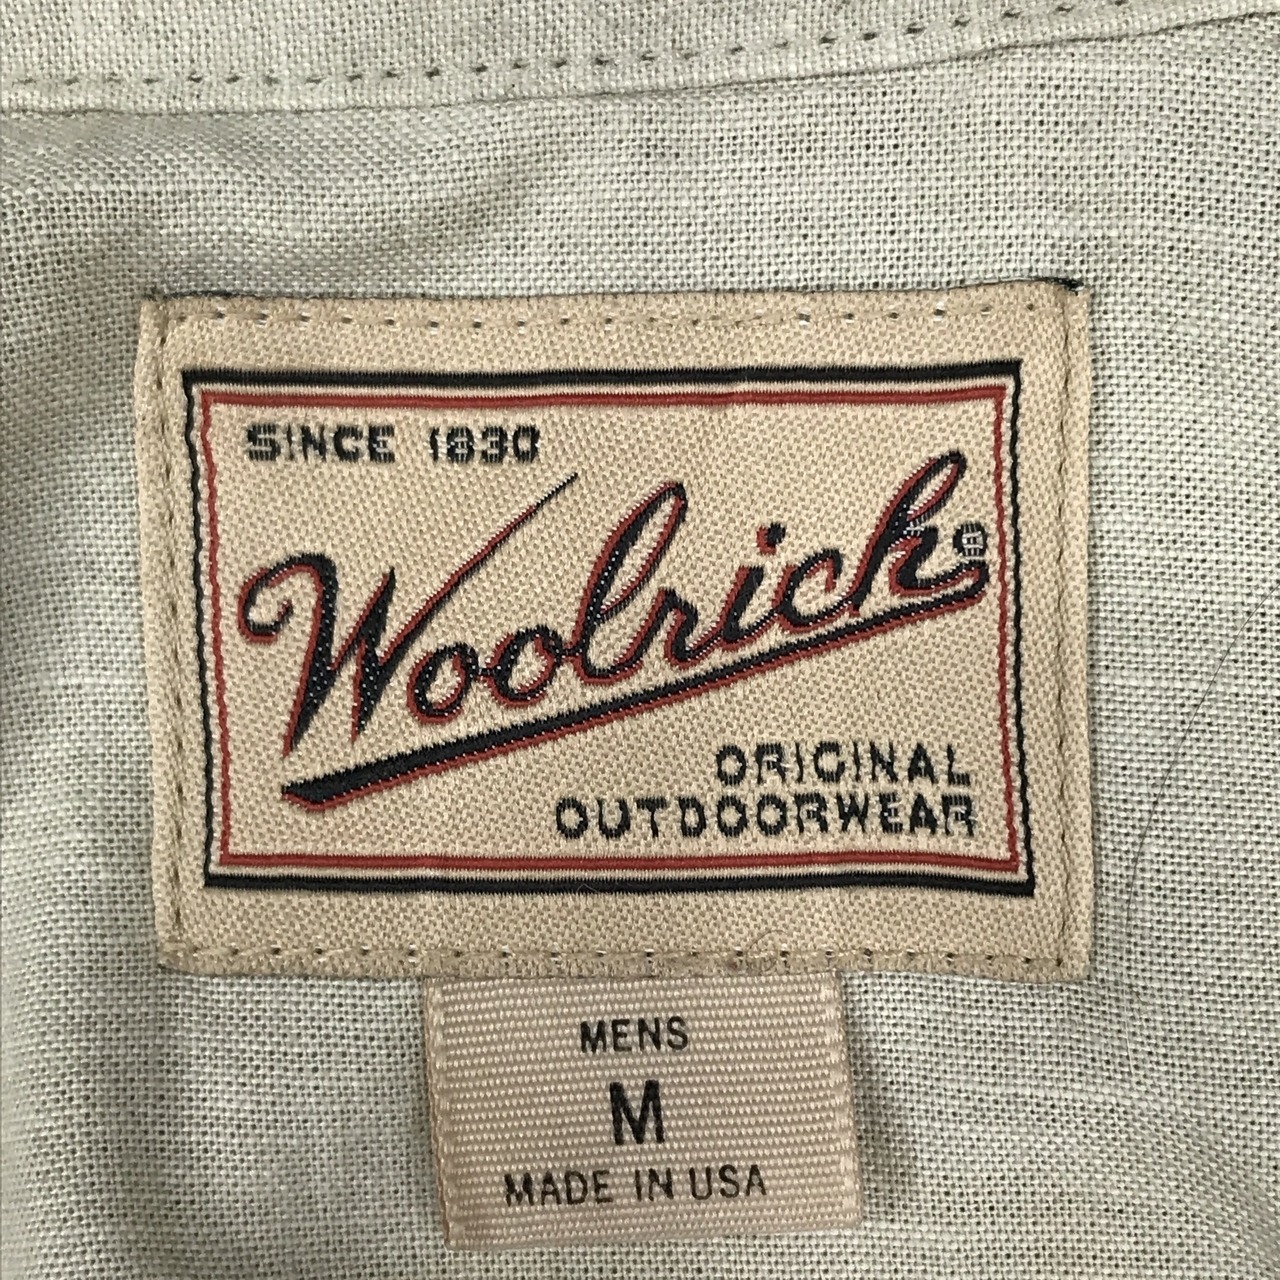 SINCE 1830
Woolrich®
ORIGINAL
OUTDOORWEAR
MENS
M
MADE IN USA